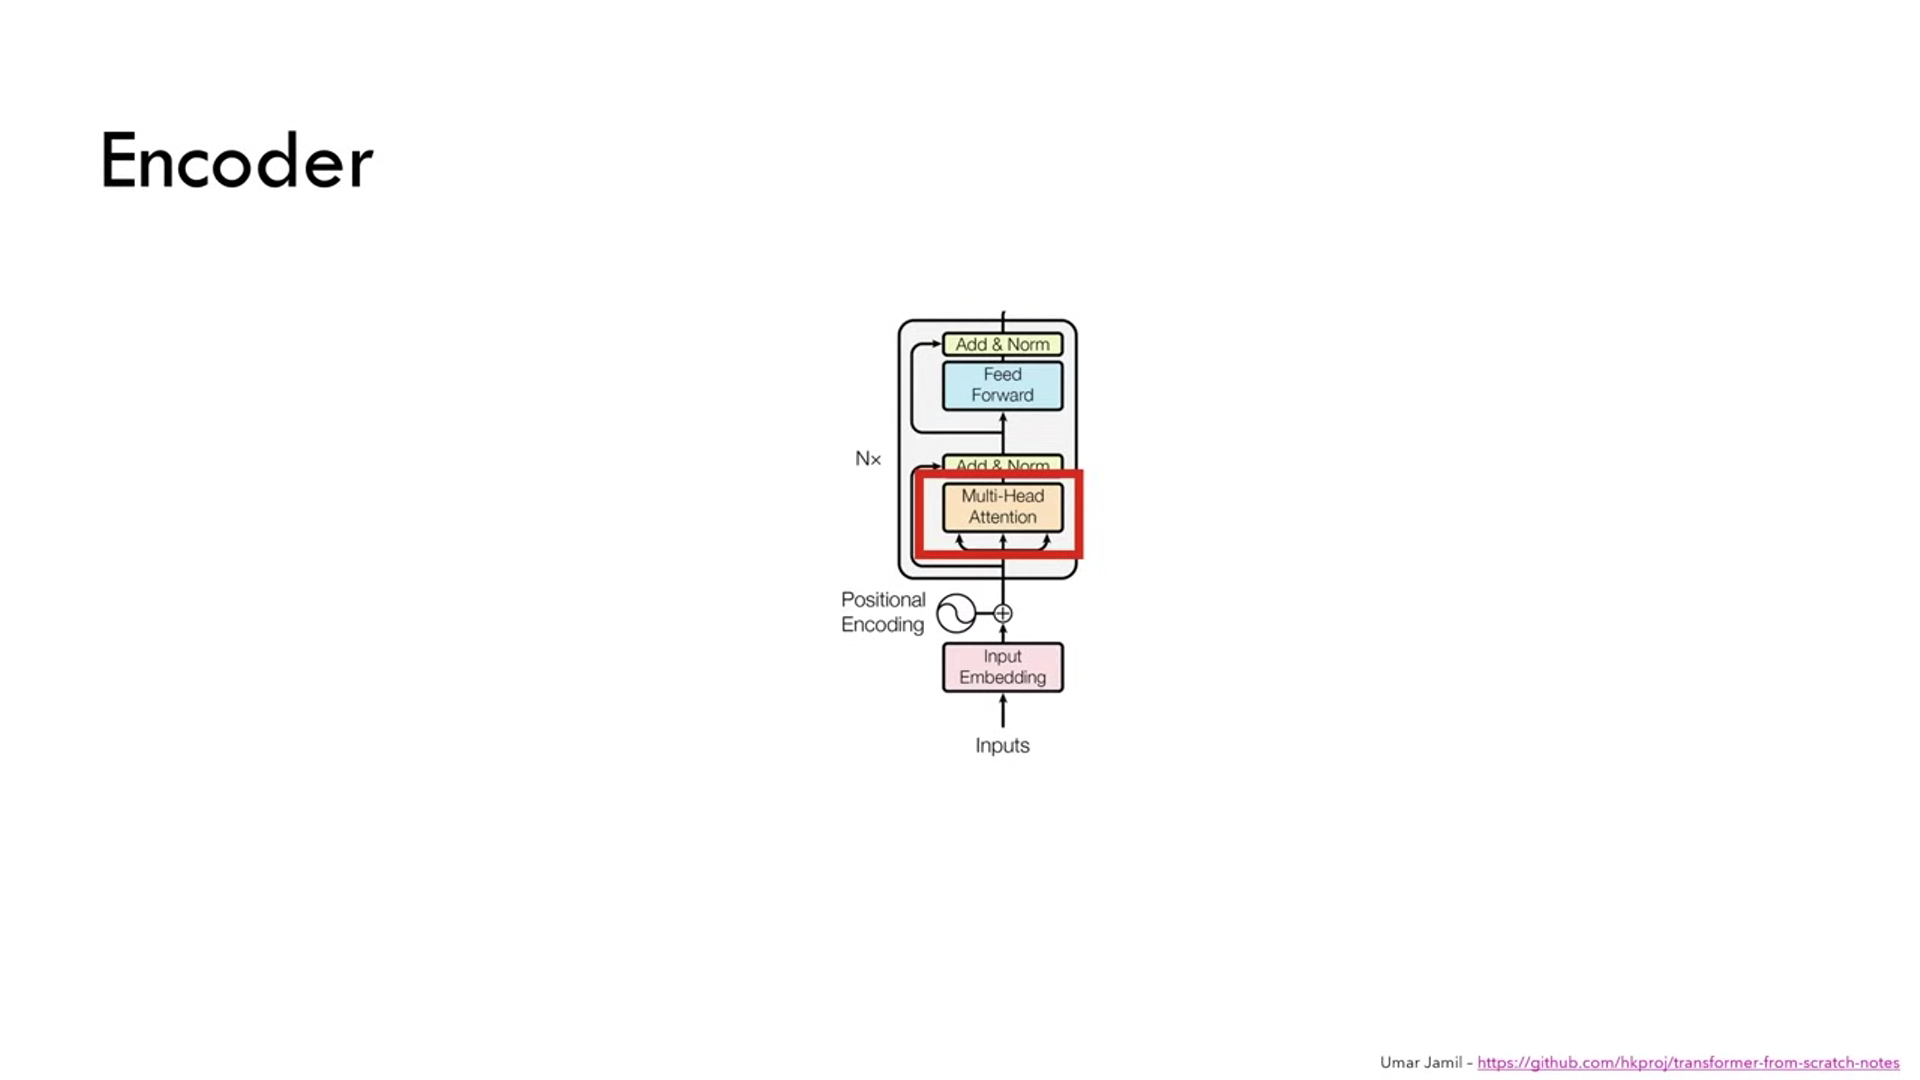 Encoder
Add & Norm
Feed
Forward
N×
Add & Norm
Multi-Head
Attention
Positional
Encoding
Input
Embedding
Inputs
Umar Jamil – https://github.com/hkproj/transformer-from-scratch-notes